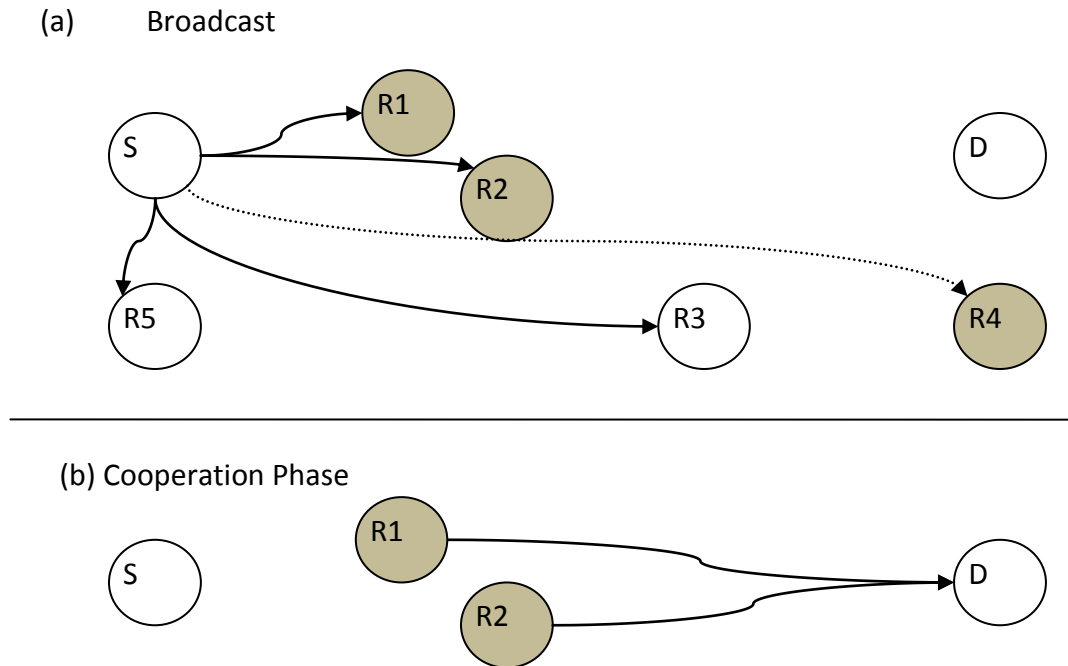 (a) Broadcast
R1
S
D
R2
R5
R3
R4
(b) Cooperation Phase
R1
S
D
R2